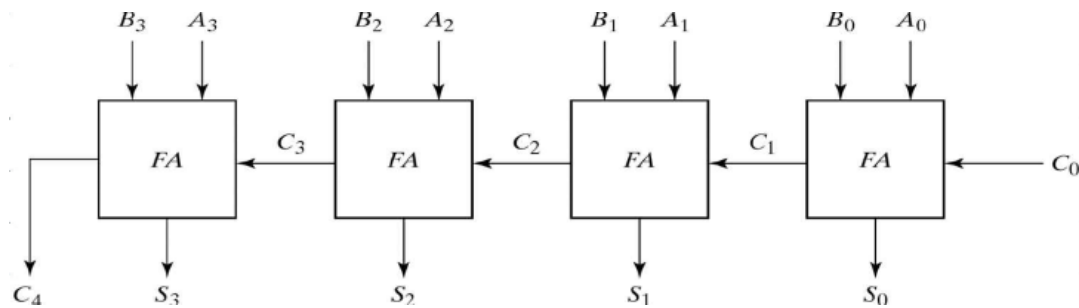 B3 A3 B2 A2 B1 A1 B0 A0
FA C3 FA C2 FA C1 FA C0
C4 S3 S2 S1 S0